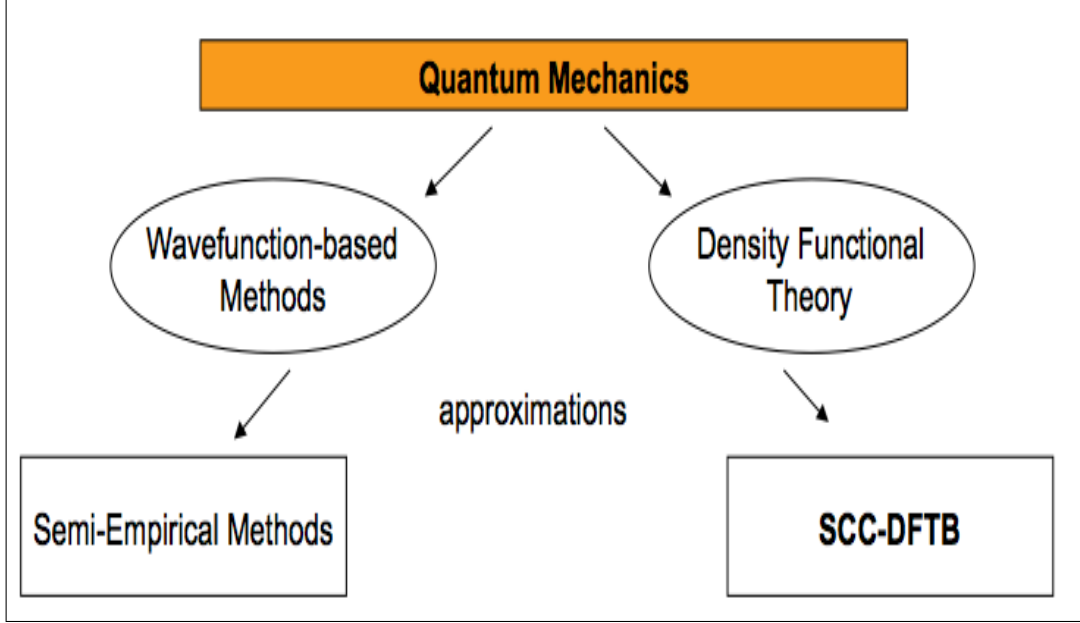 Quantum Mechanics
Wavefunction-based
Methods
Density Functional
Theory
approximations
Semi-Empirical Methods
SCC-DFTB